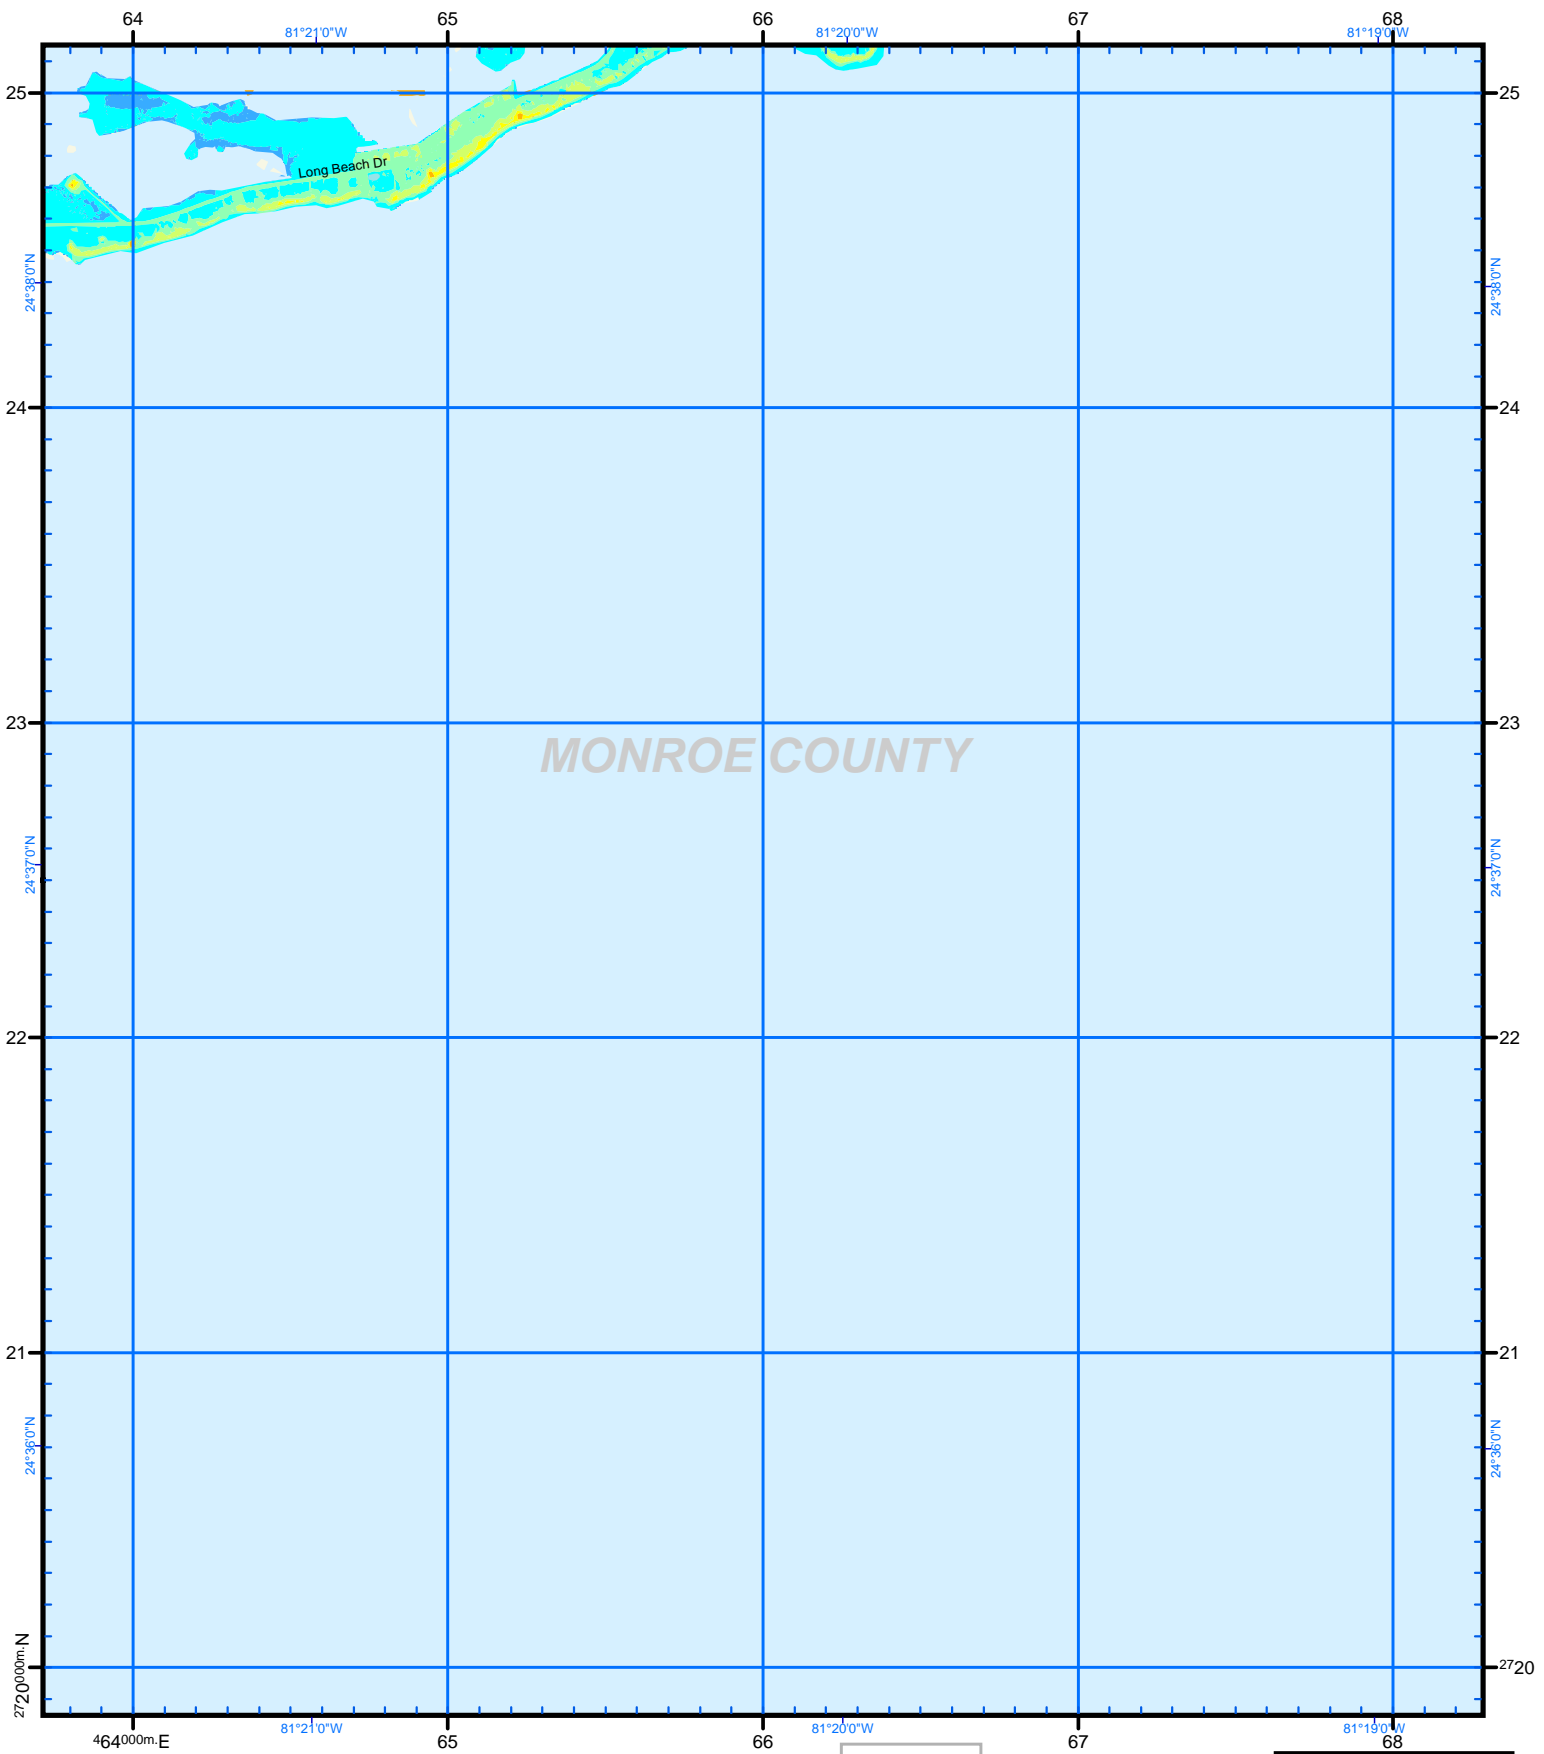 64 65 66 67 68
81°21'0"W 81°20'0"W 81°19'0"W
25 25
Long Beach Dr
24°38'0"N 24°38'0"N
24 24
23 23
MONROE COUNTY
24°37'0"N 24°37'0"N
22 22
21 21
24°36'0"N 24°36'0"N
2720000m.N 2720
81°21'0"W 81°20'0"W 81°19'0"W
464000m.E 65 66 67 68